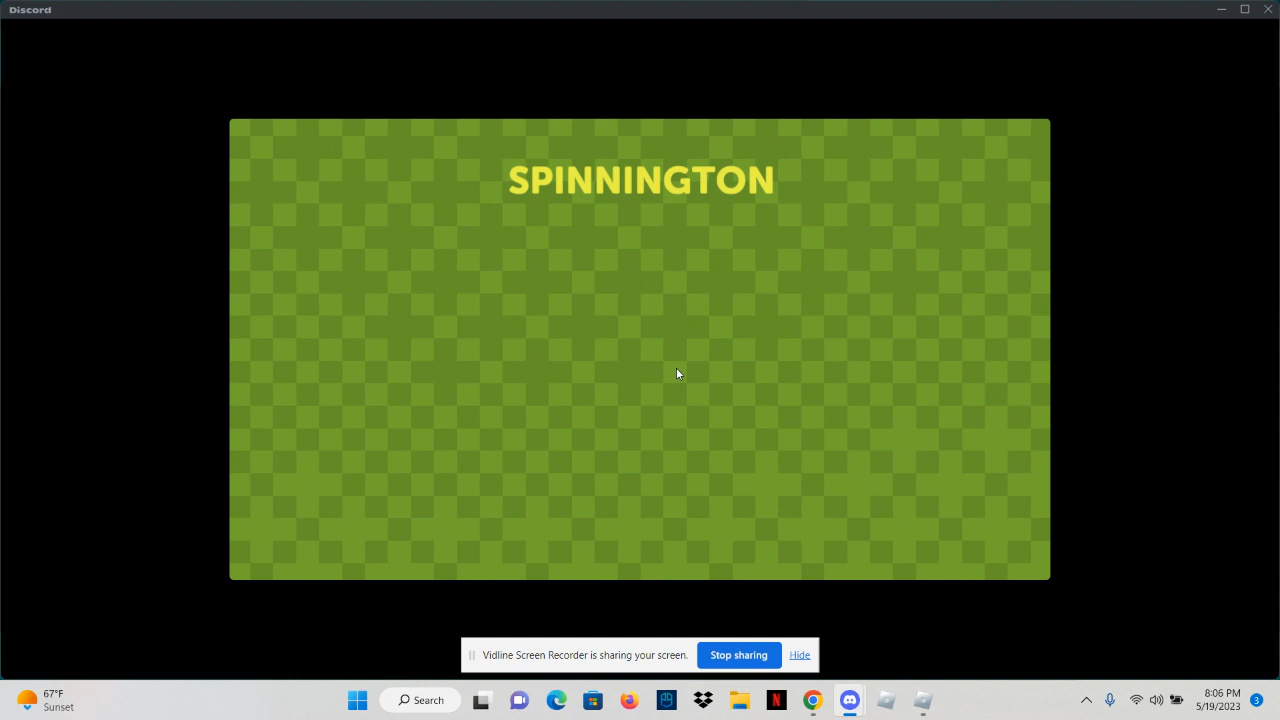 Discord
SPINNINGTON
Vidline Screen Recorder is sharing your screen.
Stop sharing
Hide
67°F
Sunset
Search
N
8:06 PM
5/19/2023
3